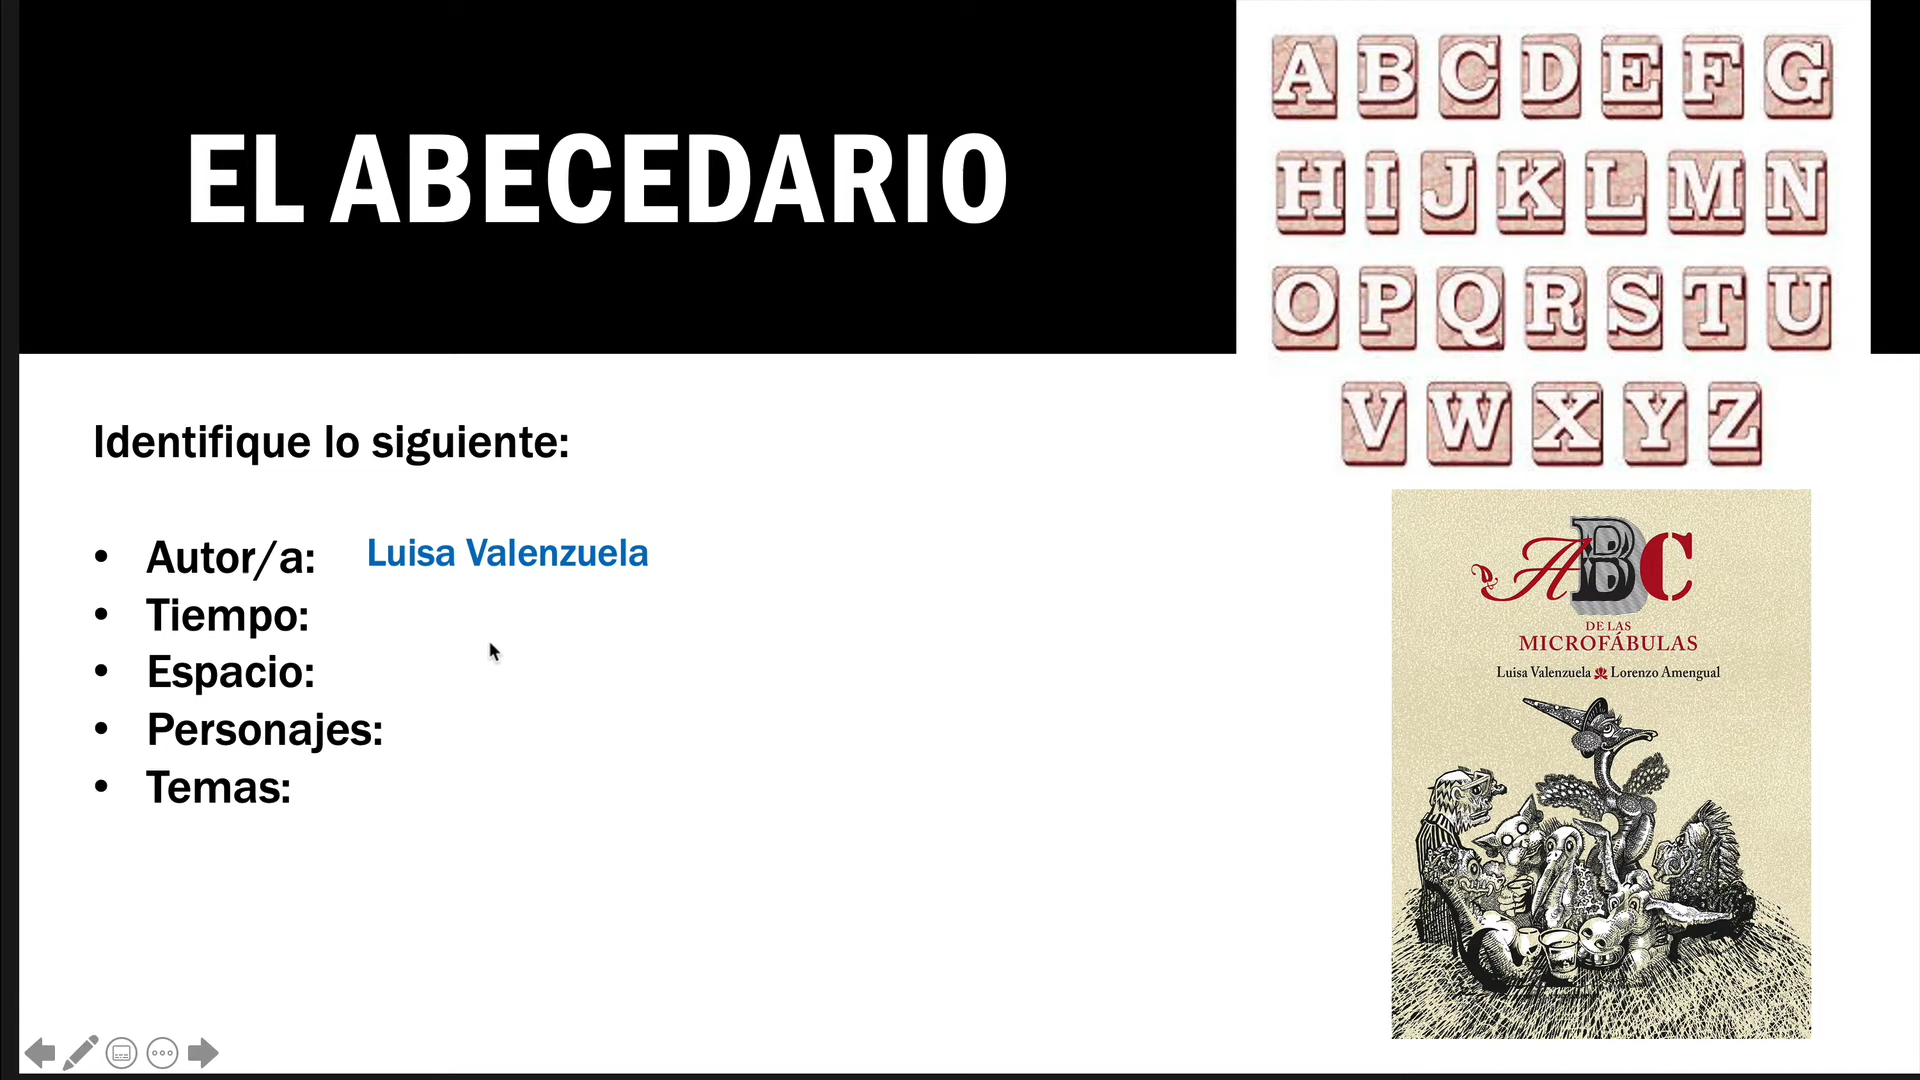 EL ABECEDARIO
A B C D E F G
H I J K L M N
O P Q R S T U
V W X Y Z
Identifique lo siguiente:
• Autor/a: Luisa Valenzuela
• Tiempo:
• Espacio:
• Personajes:
• Temas:
ABC
DE LAS
MICROFÁBULAS
Luisa Valenzuela Lorenzo Amengual